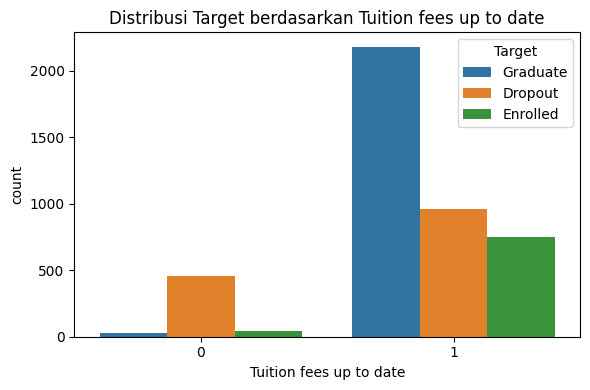 Distribusi Target berdasarkan Tuition fees up to date
Target
Graduate
Dropout
Enrolled
count
2000
1500
1000
500
0
0 1
Tuition fees up to date